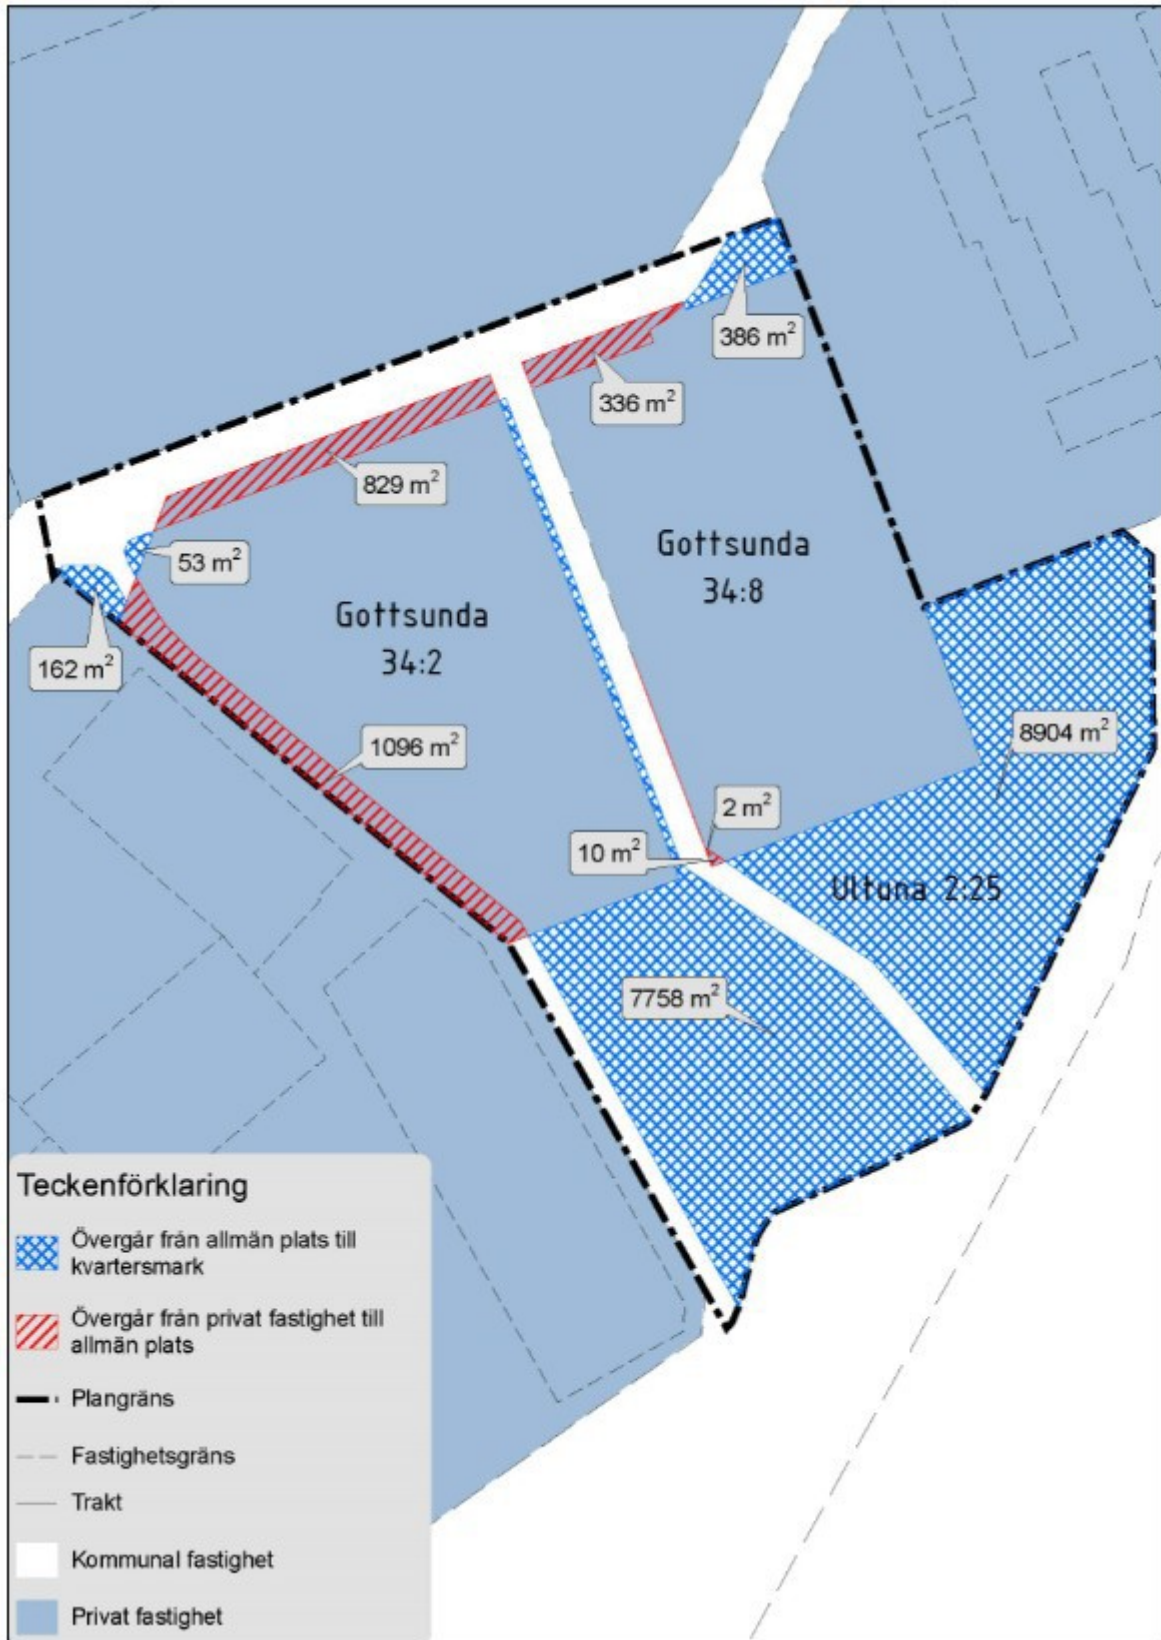 386 m²
336 m²
829 m²
53 m²
Gottsunda
34:8
Gottsunda
34:2
162 m²
1096 m²
8904 m²
2 m²
10 m²
Ultuna 2:25
7758 m²
Teckenförklaring
Övergår från allmän plats till
kvartersmark
Övergår från privat fastighet till
allmän plats
Plangräns
Fastighetsgräns
Trakt
Kommunal fastighet
Privat fastighet